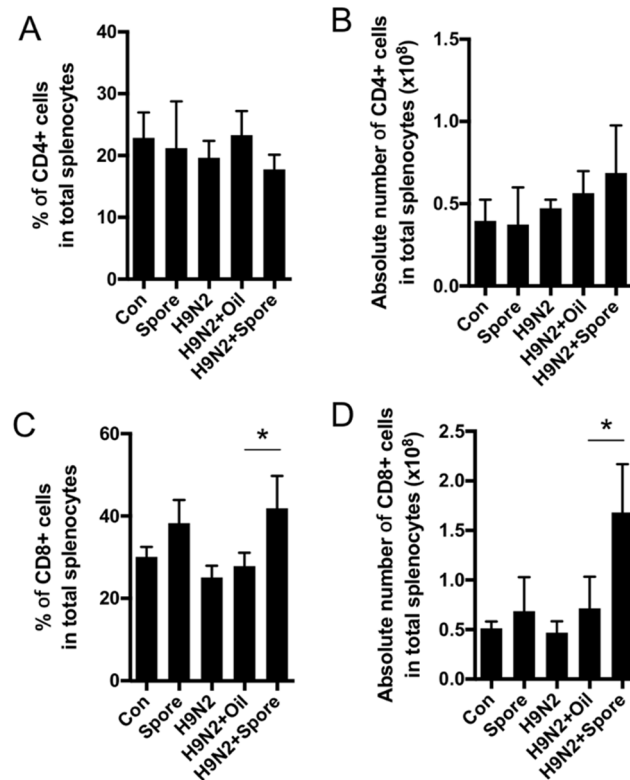 A
% of CD4+ cells
in total splenocytes
40
30
20
10
0
Con
Spore
H9N2
H9N2+Oil
H9N2+Spore
B
Absolute number of CD4+ cells
in total splenocytes (x10⁸)
1.5
1.0
0.5
0.0
Con
Spore
H9N2
H9N2+Oil
H9N2+Spore
C
% of CD8+ cells
in total splenocytes
60
40
20
0
*
Con
Spore
H9N2
H9N2+Oil
H9N2+Spore
D
Absolute number of CD8+ cells
in total splenocytes (x10⁸)
2.5
2.0
1.5
1.0
0.5
0.0
*
Con
Spore
H9N2
H9N2+Oil
H9N2+Spore